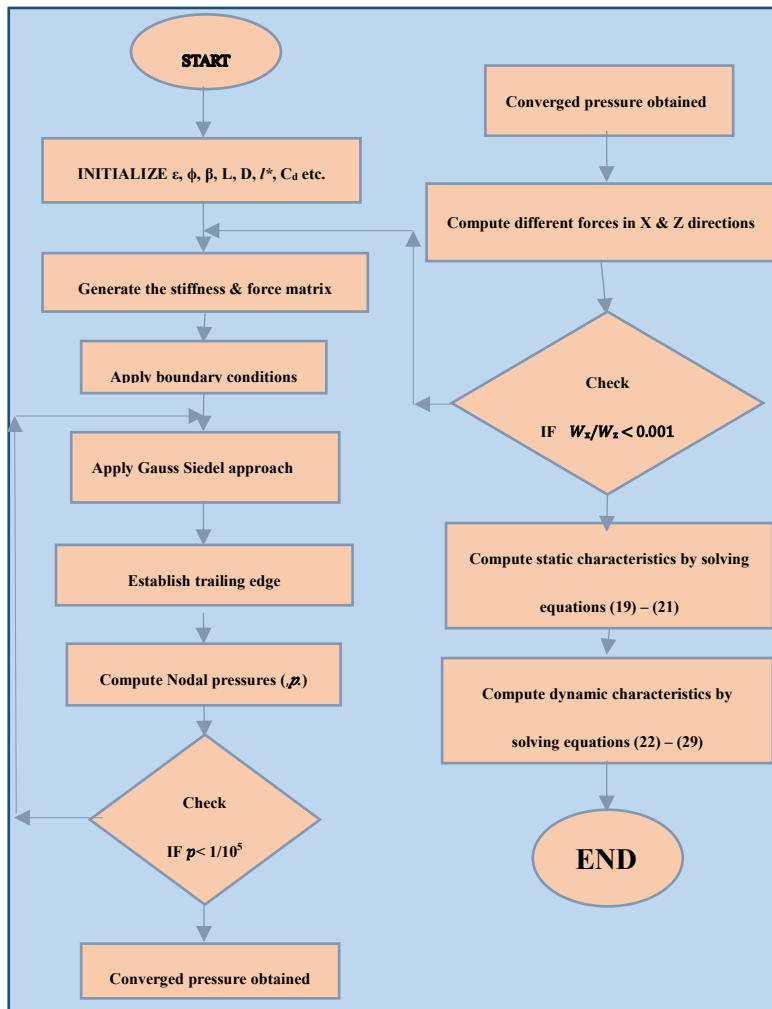 START
INITIALIZE ε, ϕ, β, L, D, l*, Cd etc.
Generate the stiffness & force matrix
Apply boundary conditions
Apply Gauss Siedel approach
Establish trailing edge
Compute Nodal pressures (p)
Check
IF p< 1/10⁵
Converged pressure obtained
Converged pressure obtained
Compute different forces in X & Z directions
Check
IF Wx/Wz < 0.001
Compute static characteristics by solving
equations (19) – (21)
Compute dynamic characteristics by
solving equations (22) – (29)
END